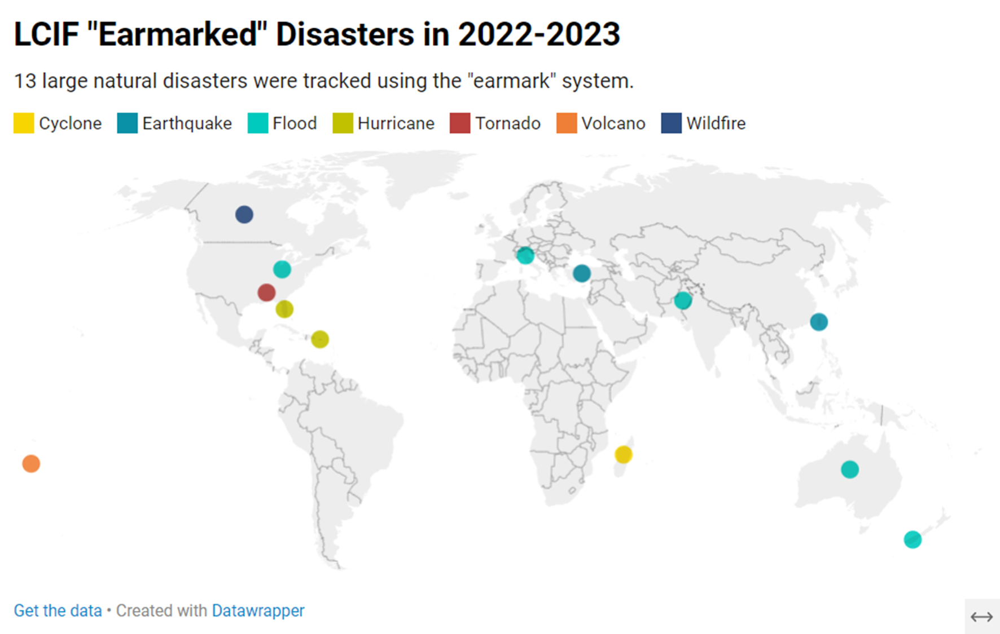 LCIF "Earmarked" Disasters in 2022-2023
13 large natural disasters were tracked using the "earmark" system.
Cyclone Earthquake Flood Hurricane Tornado Volcano Wildfire
Get the data • Created with Datawrapper